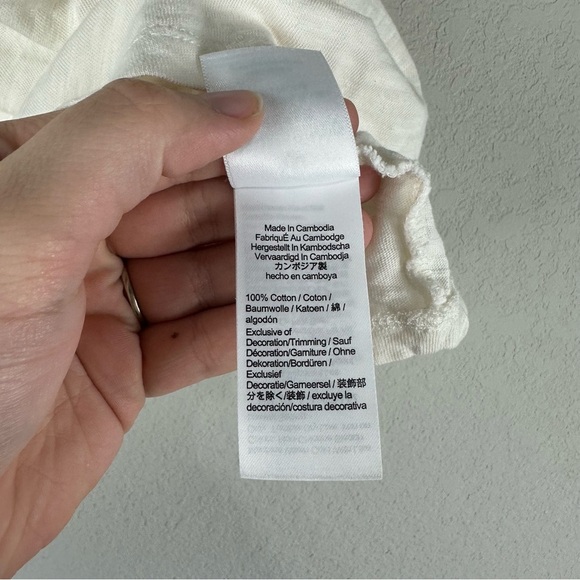 Made In Cambodia
FabriquÉ Au Cambodge
Hergestellt In Kambodscha
Vervaardigd In Cambodja
カンボジア製
hecho en camboya
100% Cotton / Coton /
Baumwolle / Katoen / 綿 /
algodón
Exclusive of
Decoration/Trimming / Sauf
Décoration/Garniture / Ohne
Dekoration/Bordüren /
Exclusief
Decoratie/Garneersel / 装飾部
分を除く/装飾 / excluye la
decoración/costura decorativa